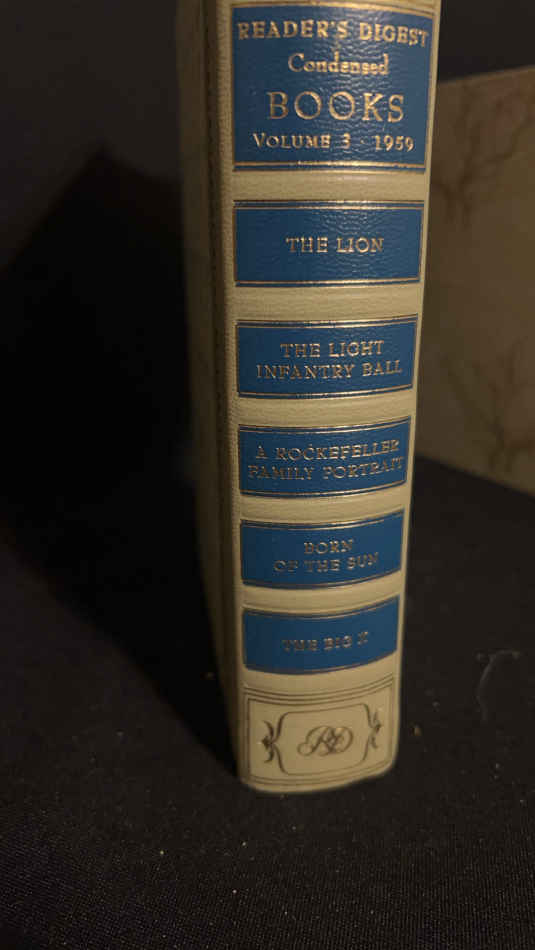 READER'S DIGEST
Condensed
BOOKS
VOLUME 3 · 1959
THE LION
THE LIGHT
INFANTRY BALL
A ROCKEFELLER
FAMILY PORTRAIT
BORN
OF THE SUN
THE BIG X
RD